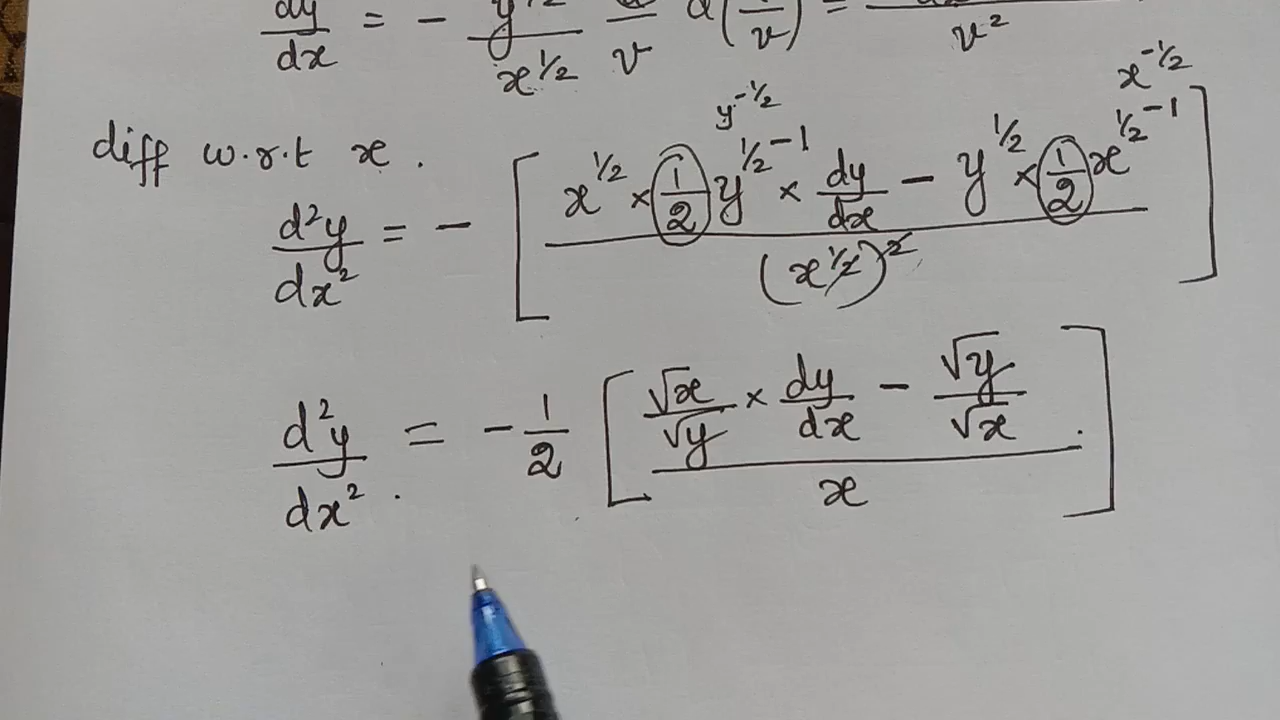 dy/dx = - y^1/2 / x^1/2 /v d( /v) = /v²
diff w.r.t x.
d²y/dx² = - [ (x^1/2 × 1/2 y^1/2-1 y^-1/2 × dy/dx - y^1/2 × 1/2 x^1/2-1 x^-1/2) / (x^1/2)² ]
d²y/dx². = -1/2 [ (√x/√y × dy/dx - √y/√x.) / x ]